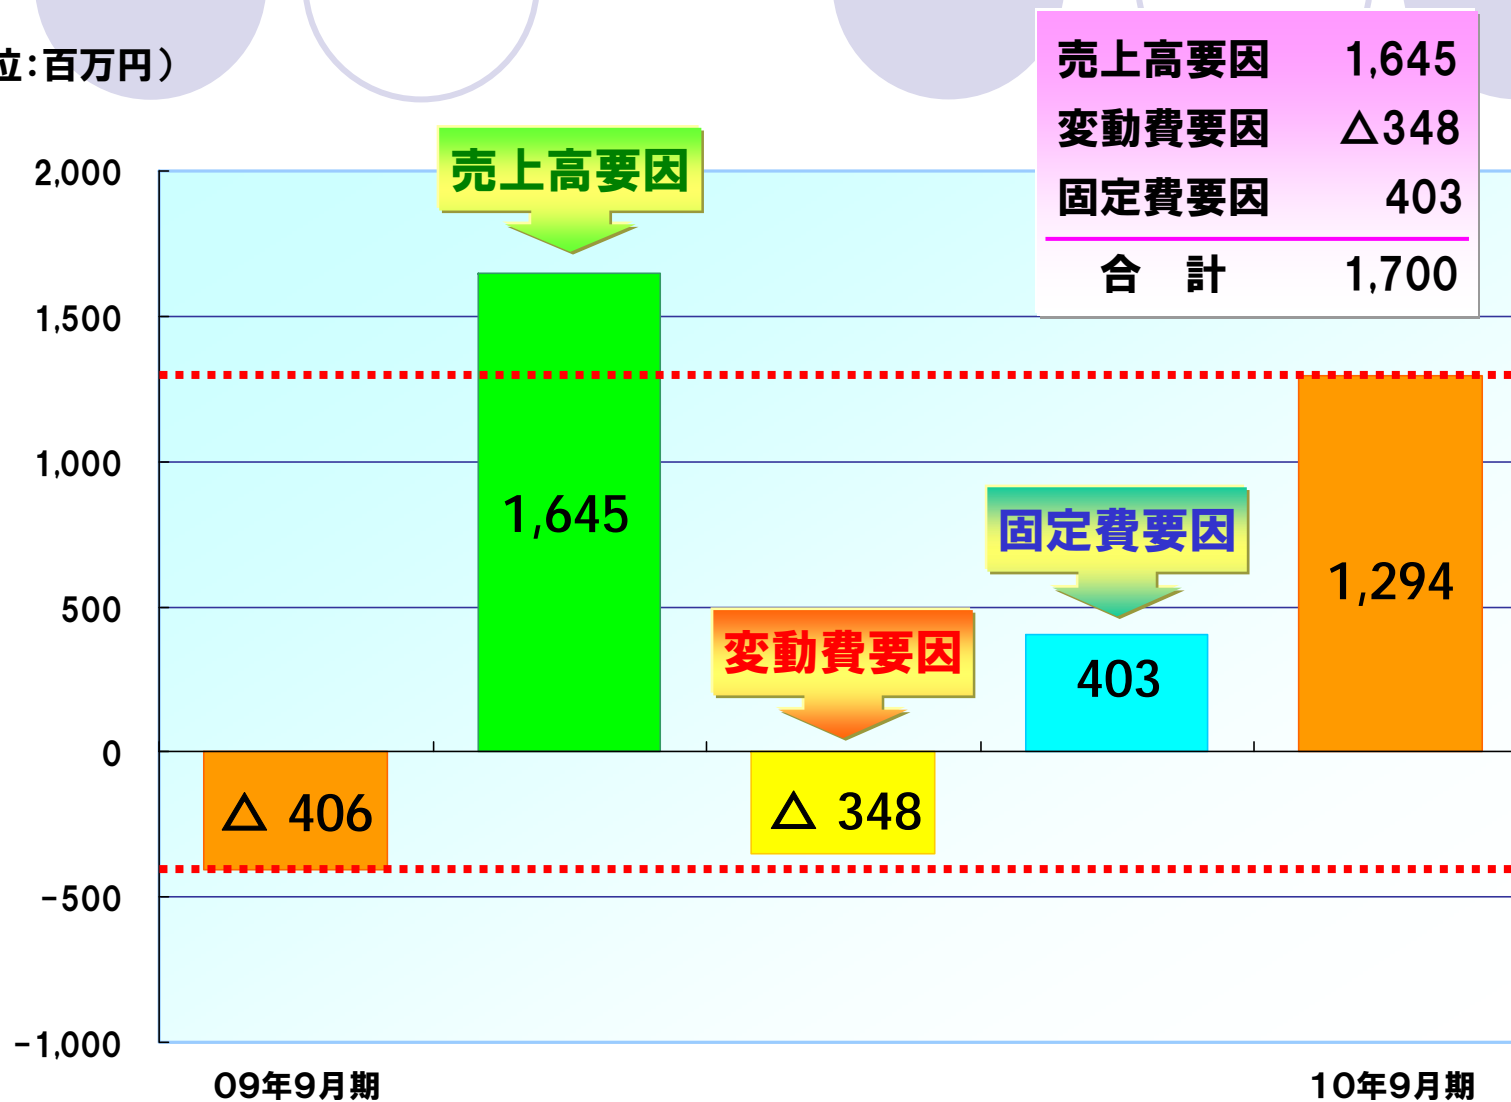 位：百万円）
売上高要因 1,645
変動費要因 △348
固定費要因 403
合　計 1,700
売上高要因
変動費要因
固定費要因
2,000
1,500
1,000
500
0
-500
-1,000
△ 406
1,645
△ 348
403
1,294
09年9月期
10年9月期